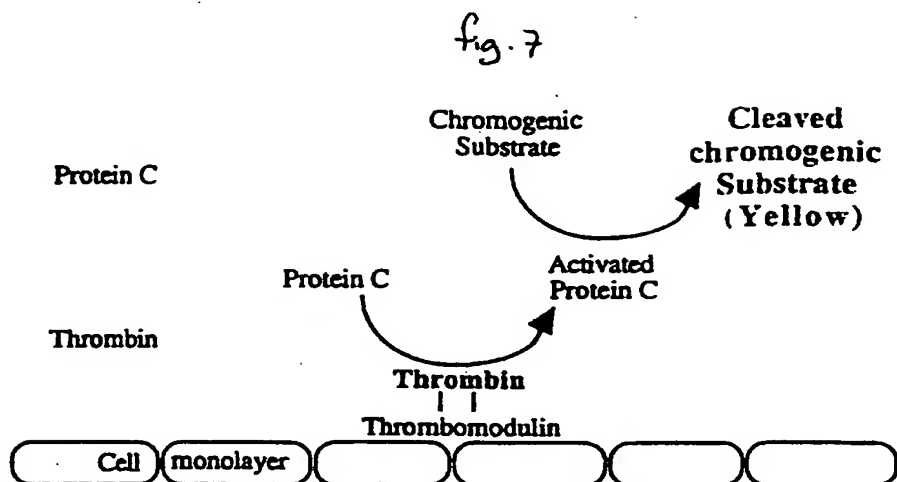 fig. 7
Chromogenic
Substrate
Cleaved
chromogenic
Substrate
(Yellow)
Protein C
Protein C
Activated
Protein C
Thrombin
Thrombin
Thrombomodulin
Cell monolayer